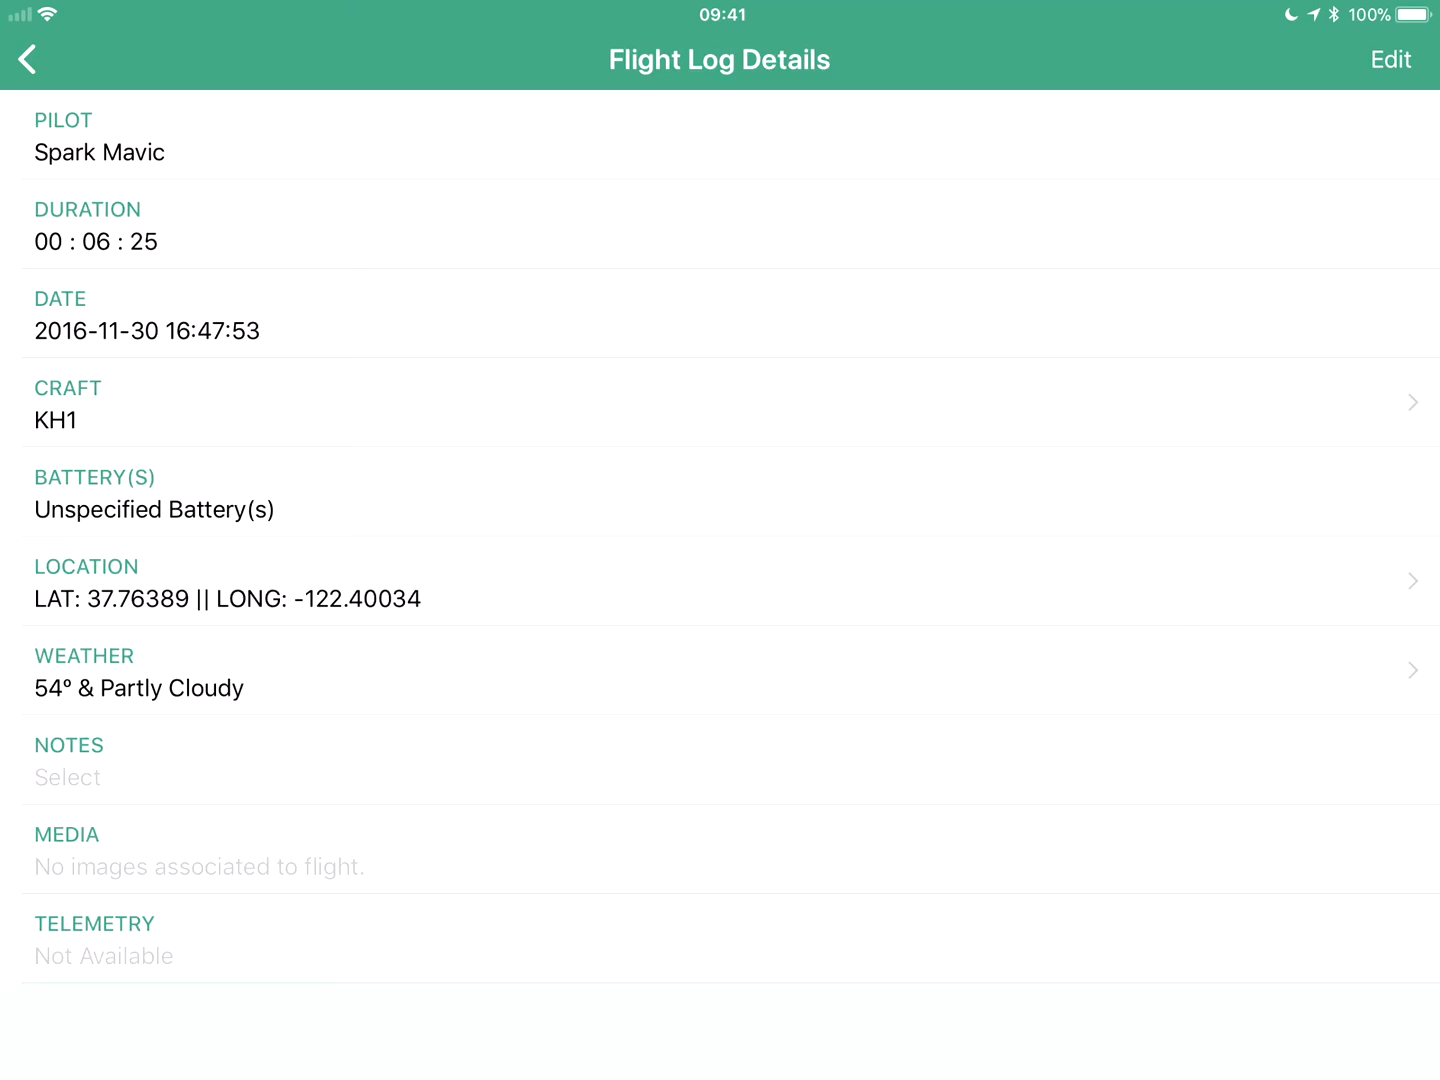 09:41
100%
Flight Log Details
Edit
PILOT
Spark Mavic
DURATION
00 : 06 : 25
DATE
2016-11-30 16:47:53
CRAFT
KH1
BATTERY(S)
Unspecified Battery(s)
LOCATION
LAT: 37.76389 || LONG: -122.40034
WEATHER
54º & Partly Cloudy
NOTES
Select
MEDIA
No images associated to flight.
TELEMETRY
Not Available